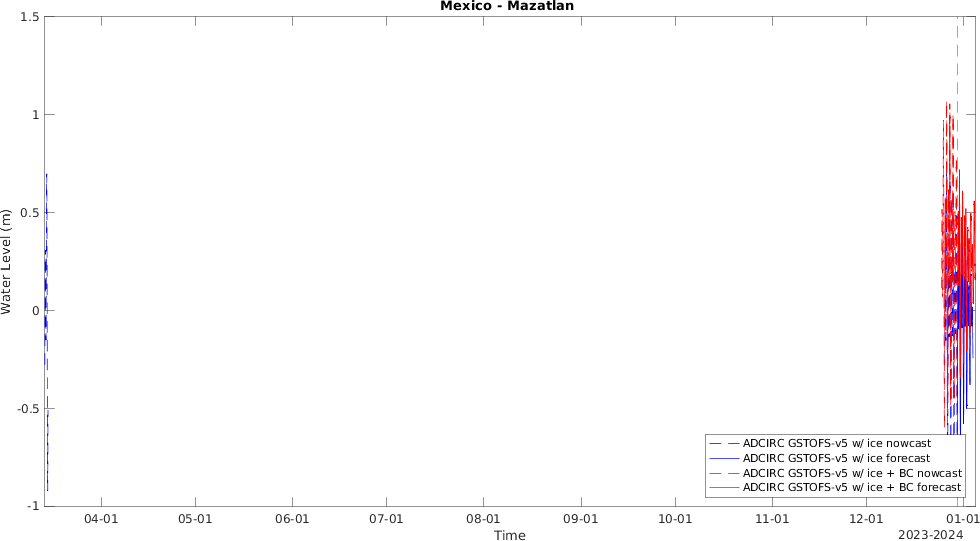 Mexico - Mazatlan
1.5
1
0.5
0
-0.5
-1
Water Level (m)
ADCIRC GSTOFS-v5 w/ ice nowcast
ADCIRC GSTOFS-v5 w/ ice forecast
ADCIRC GSTOFS-v5 w/ ice + BC nowcast
ADCIRC GSTOFS-v5 w/ ice + BC forecast
04-01 05-01 06-01 07-01 08-01 09-01 10-01 11-01 12-01 01-01
Time
2023-2024